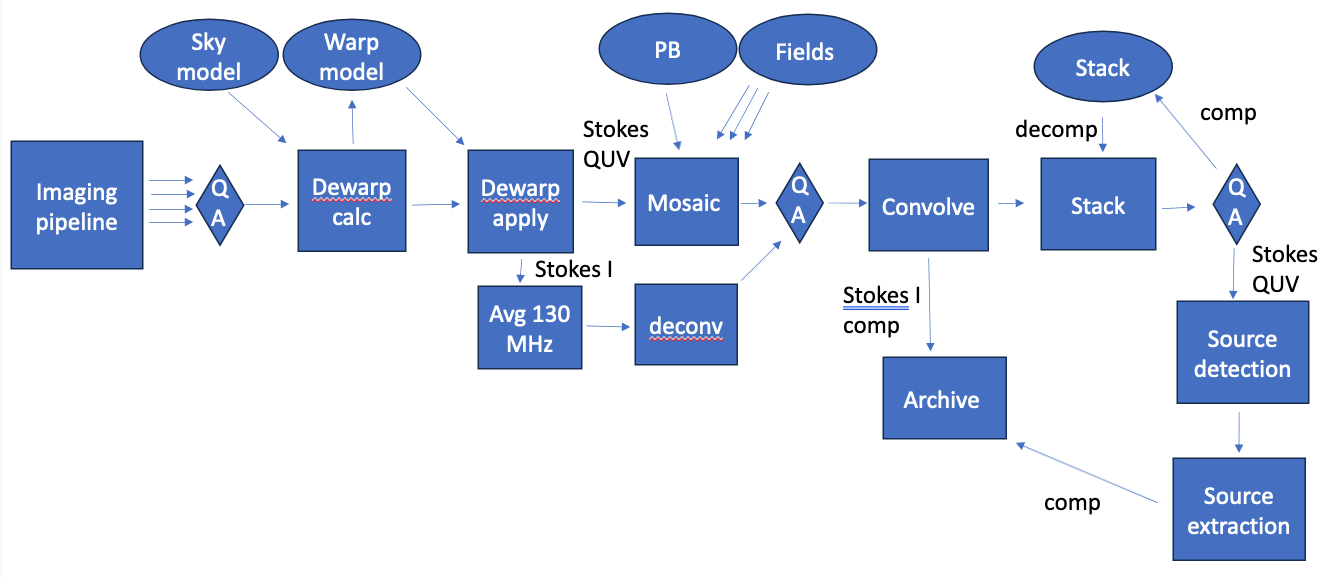 Sky
model
Warp
model
PB
Fields
Stack
comp
decomp
Stokes
QUV
Imaging
pipeline
Q
A
Dewarp
calc
Dewarp
apply
Mosaic
Q
A
Convolve
Stack
Q
A
Stokes I
Stokes
QUV
Avg 130
MHz
deconv
Stokes I
comp
Source
detection
Archive
comp
Source
extraction